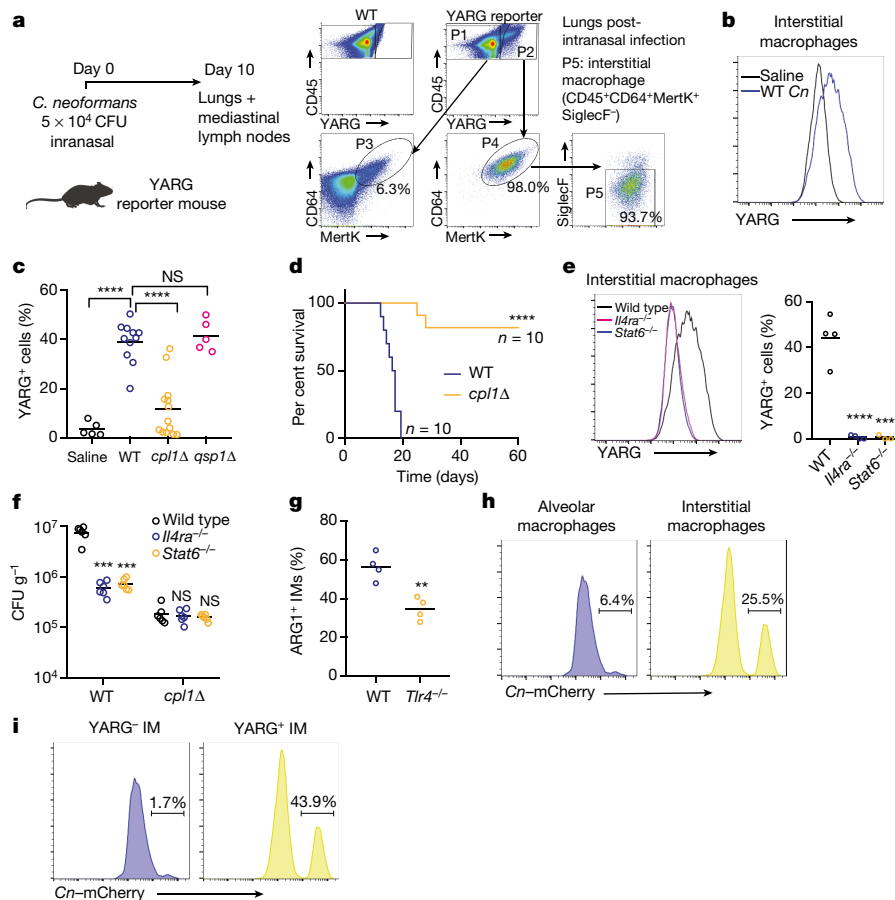 a
Day 0
Day 10
C. neoformans
5 × 10⁴ CFU
inranasal
Lungs +
mediastinal
lymph nodes
YARG
reporter mouse
WT
YARG reporter
CD45
YARG
P1
P2
CD45
YARG
Lungs post-
intranasal infection
P5: interstitial
macrophage
(CD45⁺CD64⁺MertK⁺
SiglecF⁻)
P3
6.3%
CD64
MertK
P4
98.0%
CD64
MertK
P5
93.7%
SiglecF
b
Interstitial
macrophages
Saline
WT Cn
YARG
c
YARG⁺ cells (%)
60
40
20
0
****
****
NS
Saline
WT
cpl1Δ
qsp1Δ
d
Per cent survival
100
50
0
****
n = 10
WT
cpl1Δ
n = 10
0
20
40
60
Time (days)
e
Interstitial macrophages
Wild type
Il4ra⁻/⁻
Stat6⁻/⁻
YARG
YARG⁺ cells (%)
60
40
20
0
****
***
WT
Il4ra⁻/⁻
Stat6⁻/⁻
f
CFU g⁻¹
10⁷
10⁶
10⁵
10⁴
Wild type
Il4ra⁻/⁻
Stat6⁻/⁻
***
***
NS
NS
WT
cpl1Δ
g
ARG1⁺ IMs (%)
80
60
40
20
0
**
WT
Tlr4⁻/⁻
h
Alveolar
macrophages
Interstitial
macrophages
6.4%
25.5%
Cn–mCherry
i
YARG⁻ IM
YARG⁺ IM
1.7%
43.9%
Cn–mCherry